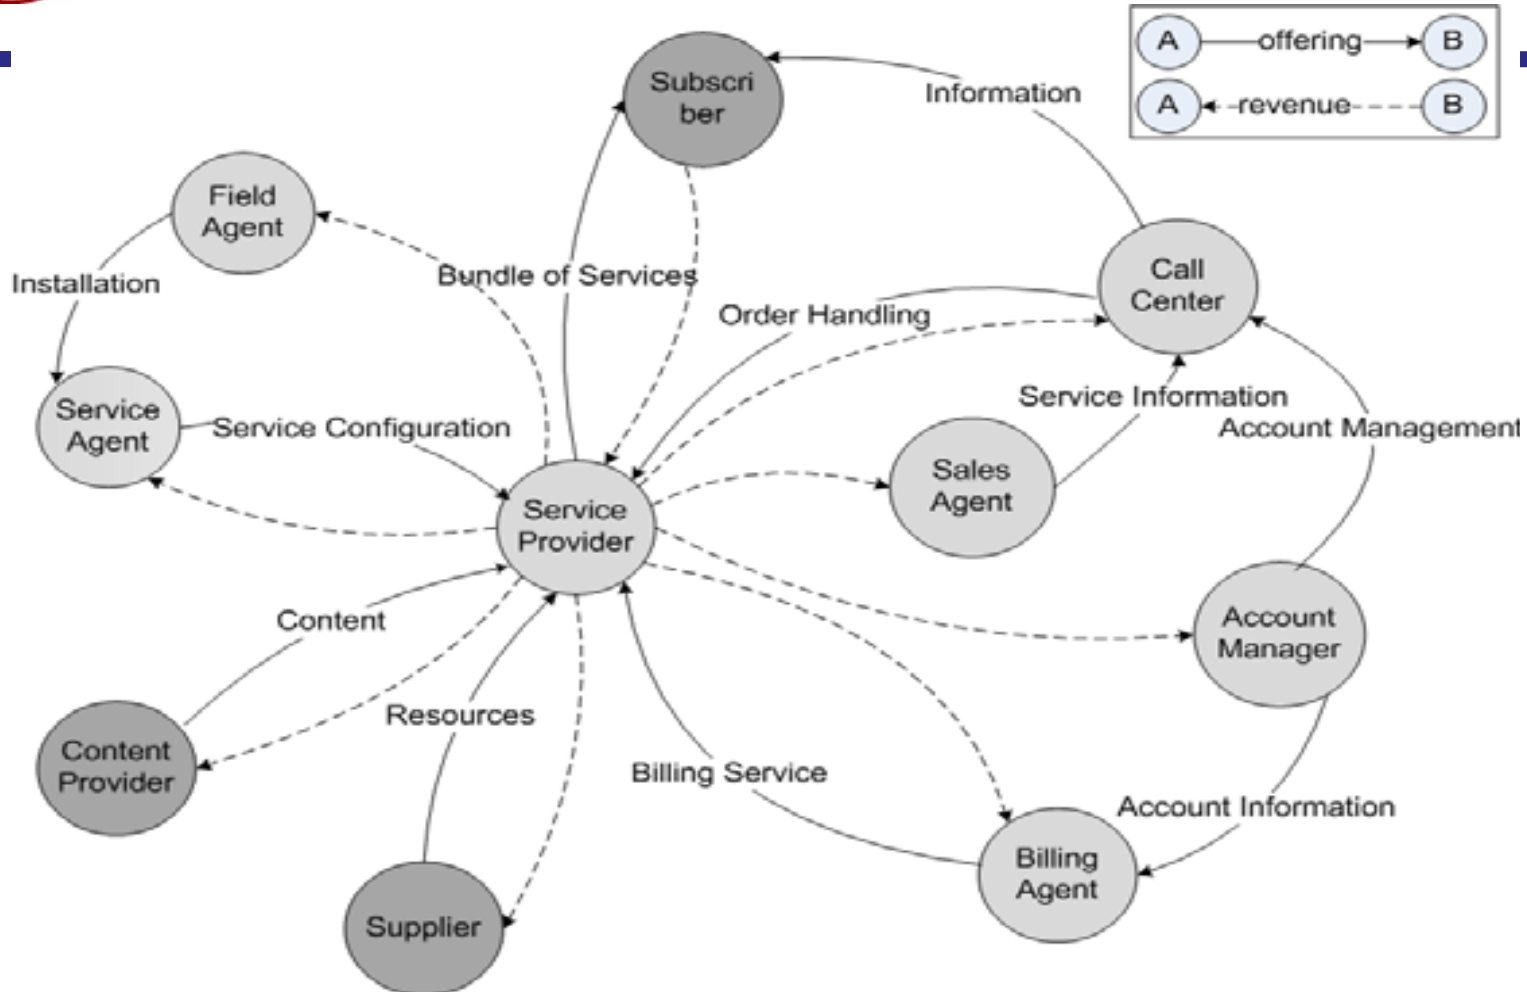 A offering B
A revenue B
Subscri
ber
Information
Field
Agent
Call
Center
Bundle of Services
Installation
Order Handling
Service
Agent
Service Configuration
Service Information
Account Management
Sales
Agent
Service
Provider
Content
Account
Manager
Resources
Content
Provider
Billing Service
Account Information
Billing
Agent
Supplier